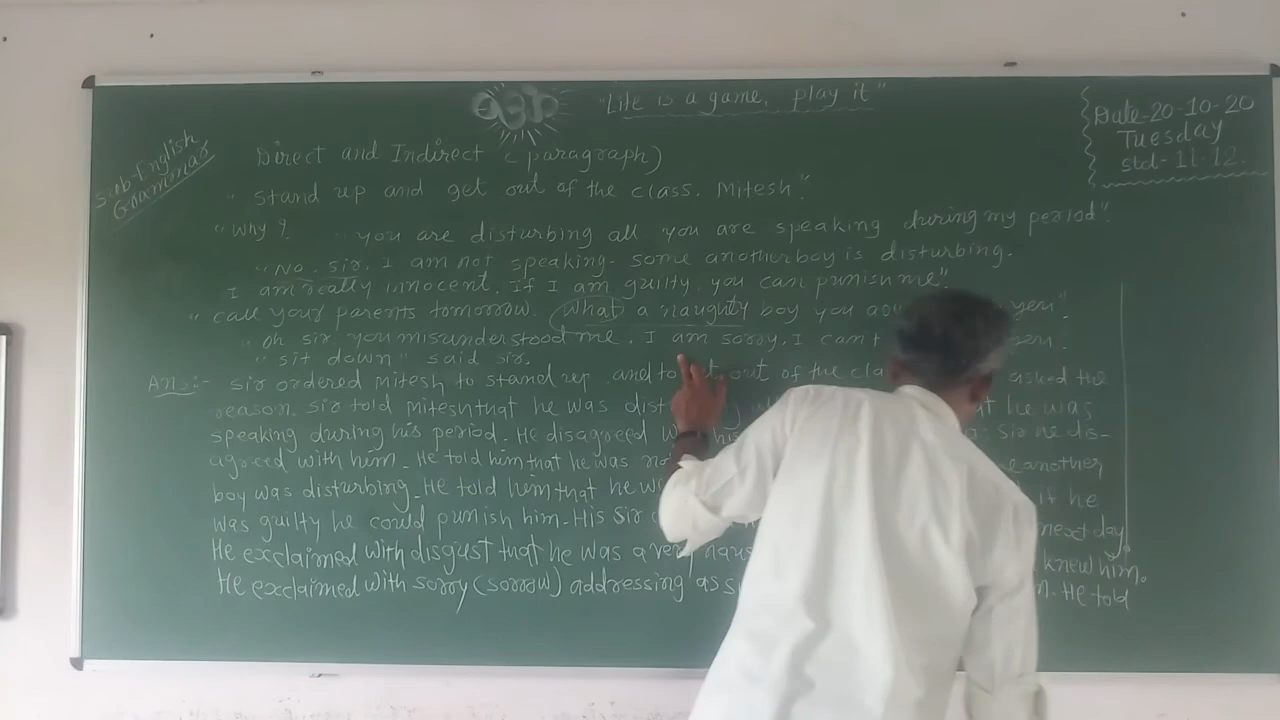 "Life is a game, play it"
Date-20-10-20
Tuesday
Std-11-12.
Sub-English
Grammar
Direct and Indirect (paragraph)
"Stand up and get out of the class. Mitesh".
"Why? "you are disturbing all you are speaking during my period".
"No. sir. I am not speaking. some another boy is disturbing.
I am really innocent. If I am guilty, you can punish me"
"call your parents tomorrow. What a naughty boy you
"oh sir you misunderstood me. I am sorry. I can't
"sit down" said sir.
Ans:- Sir ordered Mitesh to stand up and to out of the asked the
reason. Sir told Mitesh that he was he was
speaking during his period. He disagreed his Sir he dis-
agreed with him. He told him that he was another
boy was disturbing. He told him that he if he
was guilty he could punish him. His Sir next day.
He exclaimed with disgust that he was a very knew him.
He exclaimed with sorry (sorrow) addressing as He told